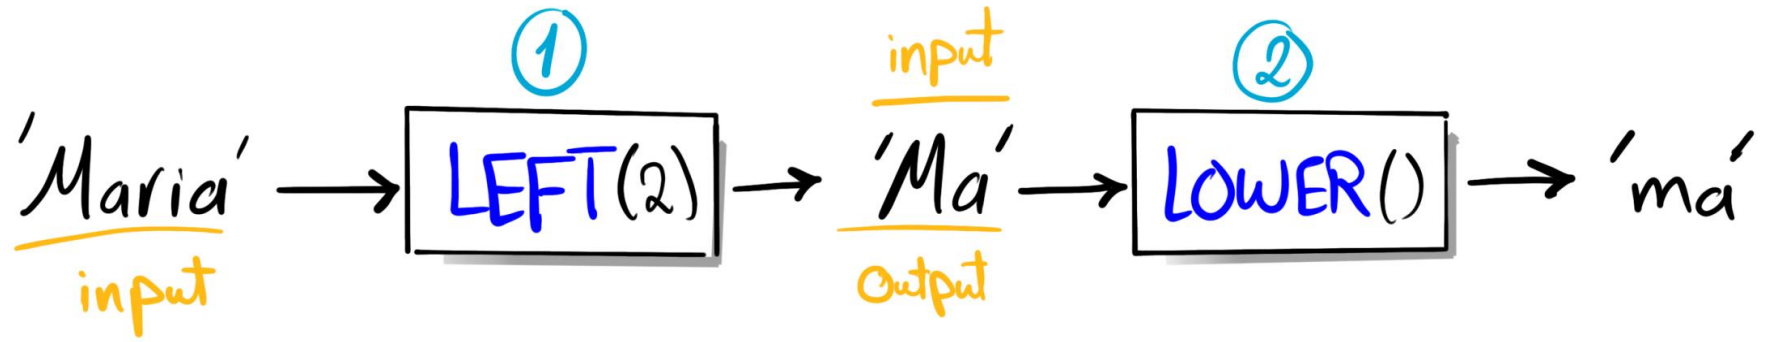 1
input
2
'Maria' → LEFT(2) → 'Ma' → LOWER() → 'ma'
input
Output